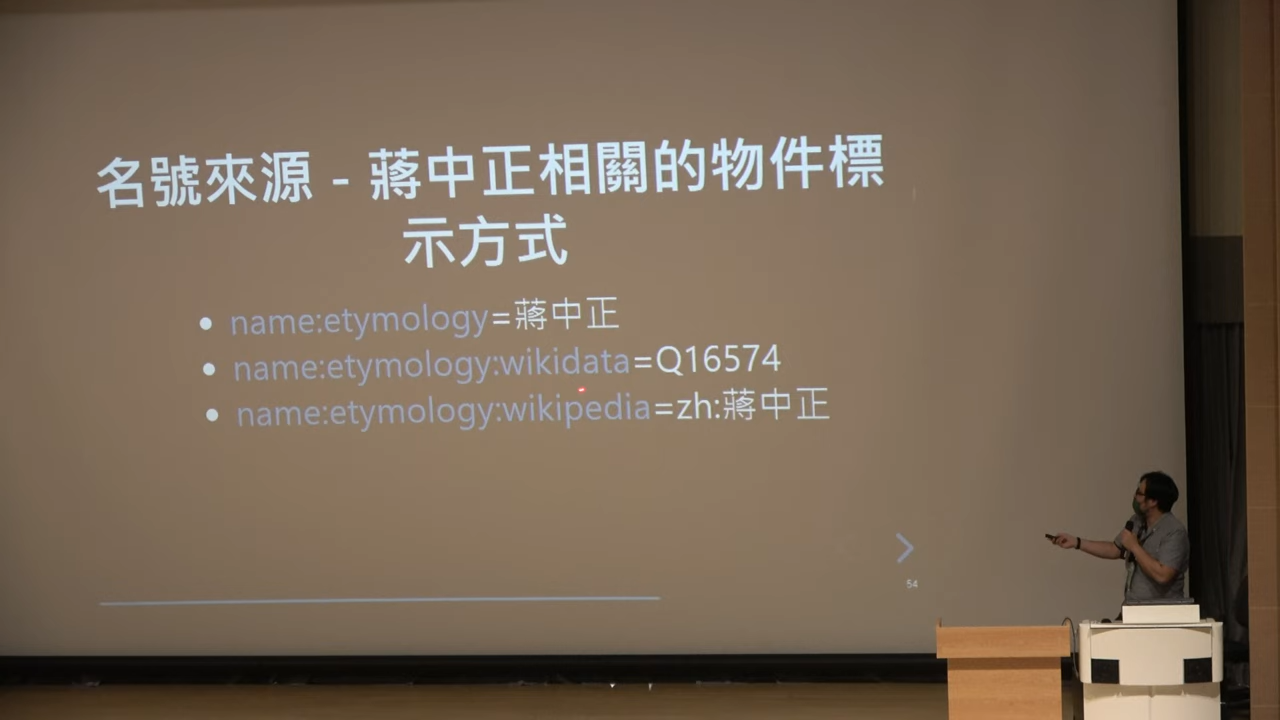 名號來源 - 蔣中正相關的物件標
示方式
name:etymology=蔣中正
name:etymology:wikidata=Q16574
name:etymology:wikipedia=zh:蔣中正
54